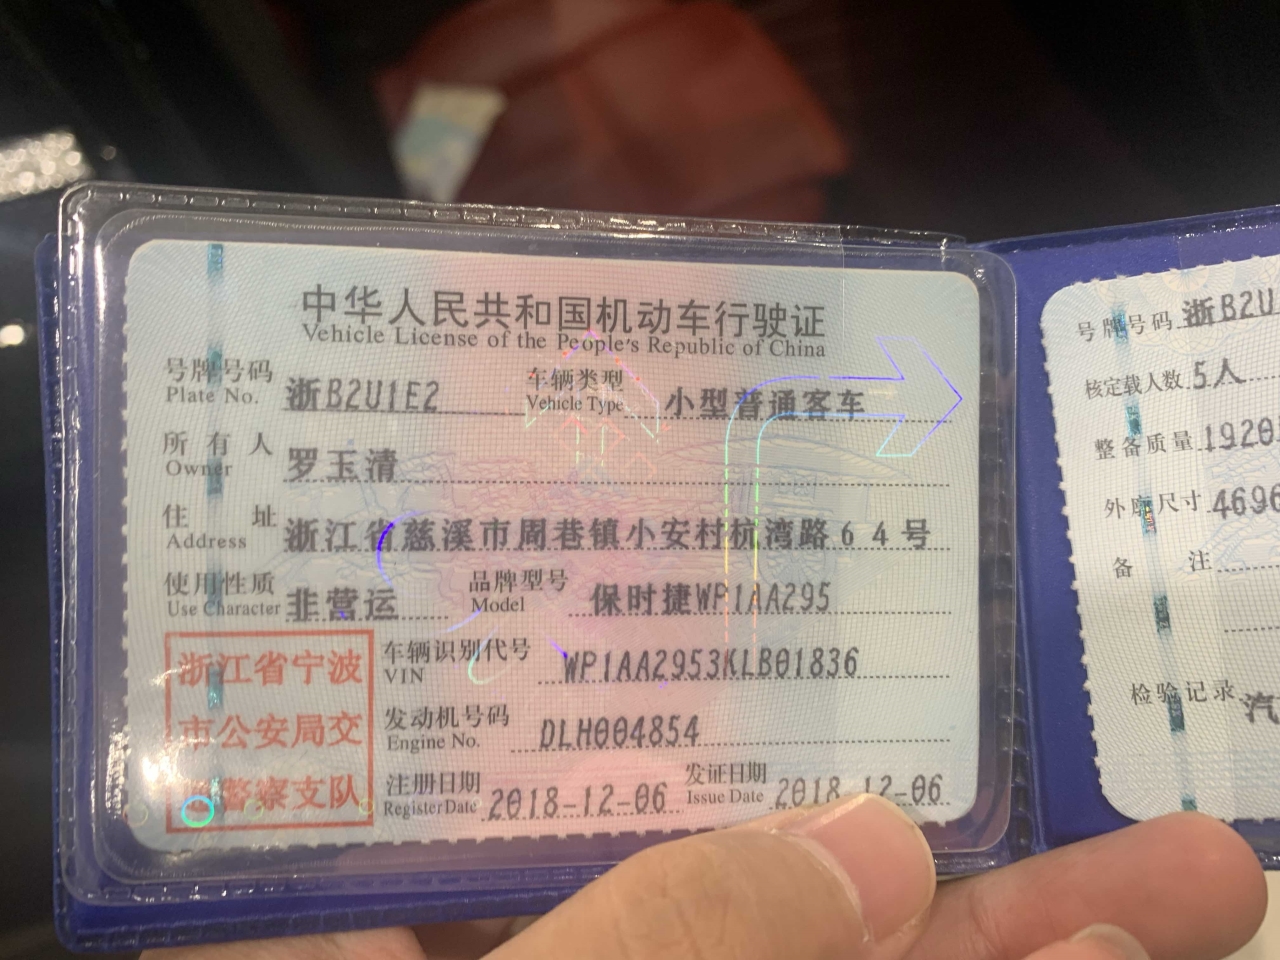 中华人民共和国机动车行驶证
Vehicle License of the People's Republic of China
号牌号码 浙B2U1E2 车辆类型 小型普通客车
Plate No. Vehicle Type
所有人 罗玉清
Owner
住址 浙江省慈溪市周巷镇小安村杭湾路64号
Address
使用性质 非营运 品牌型号 保时捷WP1AA295
Use Character Model
浙江省宁波
市公安局交
警察支队
车辆识别代号 WP1AA2953KLB01836
VIN
发动机号码 DLH004854
Engine No.
注册日期 2018-12-06 发证日期 2018-12-06
Register Date Issue Date
号牌号码 浙B2U
核定载人数 5人
整备质量 1920
外廓尺寸 4696
备注
检验记录 汽